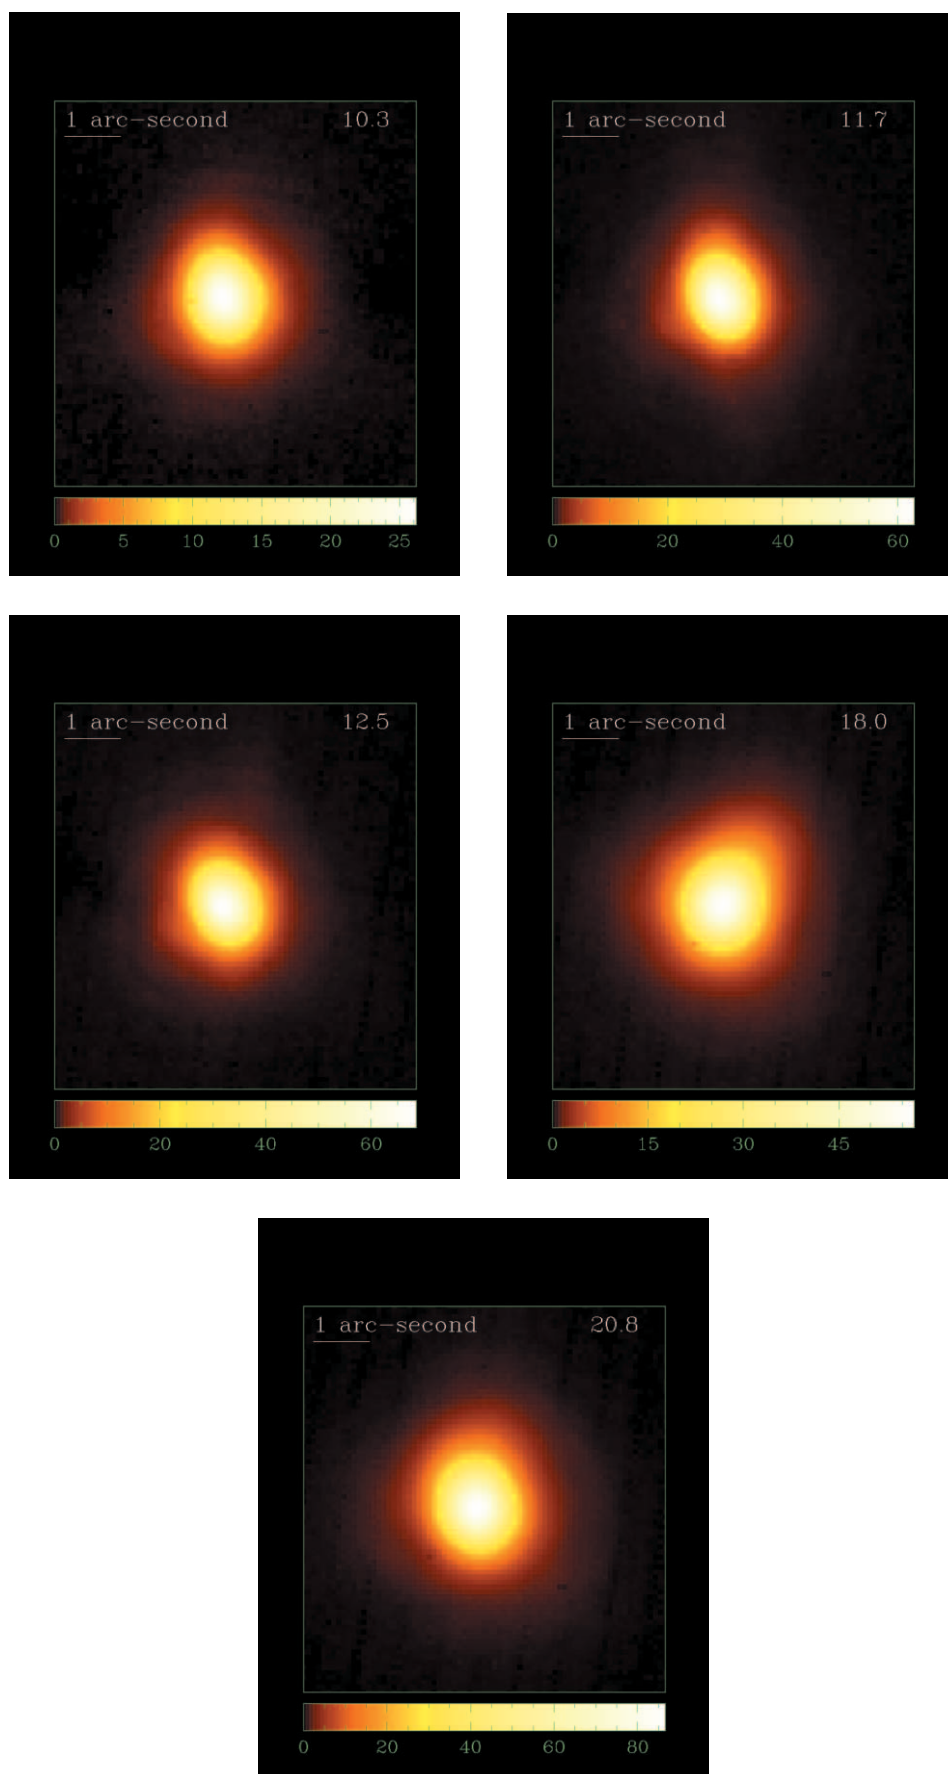 1 arc-second 10.3
0 5 10 15 20 25
1 arc-second 11.7
0 20 40 60
1 arc-second 12.5
0 20 40 60
1 arc-second 18.0
0 15 30 45
1 arc-second 20.8
0 20 40 60 80